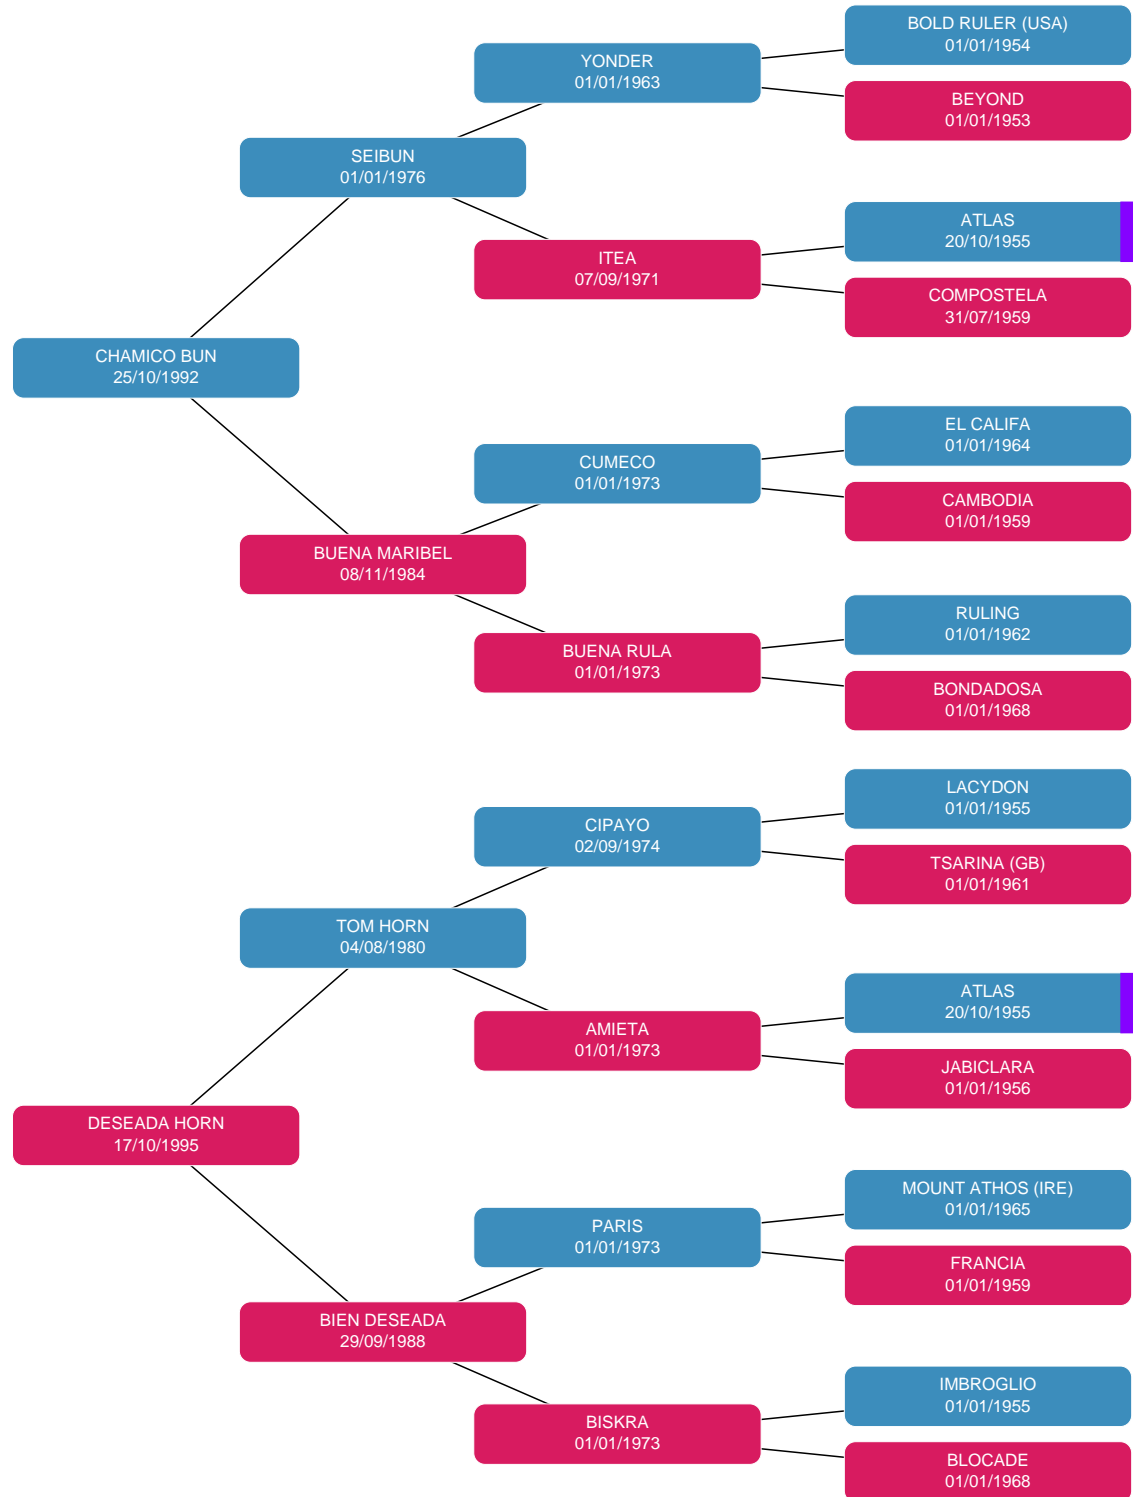 BOLD RULER (USA)
01/01/1954
YONDER
01/01/1963
BEYOND
01/01/1953
SEIBUN
01/01/1976
ATLAS
20/10/1955
ITEA
07/09/1971
COMPOSTELA
31/07/1959
CHAMICO BUN
25/10/1992
EL CALIFA
01/01/1964
CUMECO
01/01/1973
CAMBODIA
01/01/1959
BUENA MARIBEL
08/11/1984
RULING
01/01/1962
BUENA RULA
01/01/1973
BONDADOSA
01/01/1968
LACYDON
01/01/1955
CIPAYO
02/09/1974
TSARINA (GB)
01/01/1961
TOM HORN
04/08/1980
ATLAS
20/10/1955
AMIETA
01/01/1973
JABICLARA
01/01/1956
DESEADA HORN
17/10/1995
MOUNT ATHOS (IRE)
01/01/1965
PARIS
01/01/1973
FRANCIA
01/01/1959
BIEN DESEADA
29/09/1988
IMBROGLIO
01/01/1955
BISKRA
01/01/1973
BLOCADE
01/01/1968